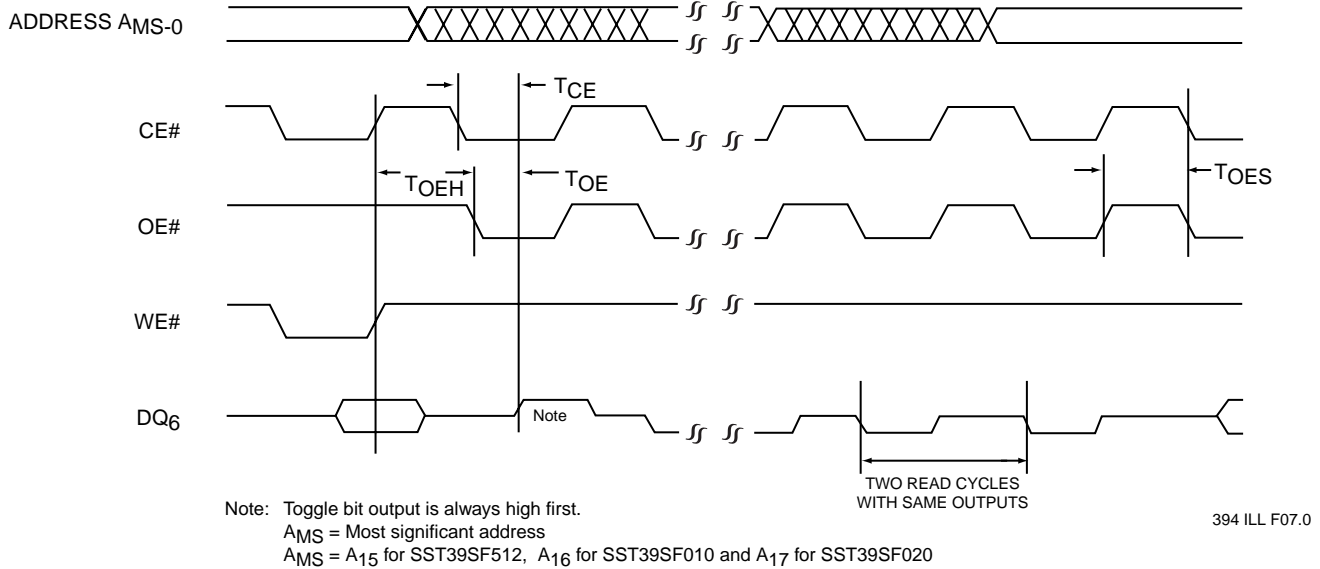 ADDRESS AMS-0
TCE
CE#
TOEH
TOE
TOES
OE#
WE#
DQ6
Note
TWO READ CYCLES
WITH SAME OUTPUTS
Note: Toggle bit output is always high first.
394 ILL F07.0
AMS = Most significant address
AMS = A15 for SST39SF512, A16 for SST39SF010 and A17 for SST39SF020